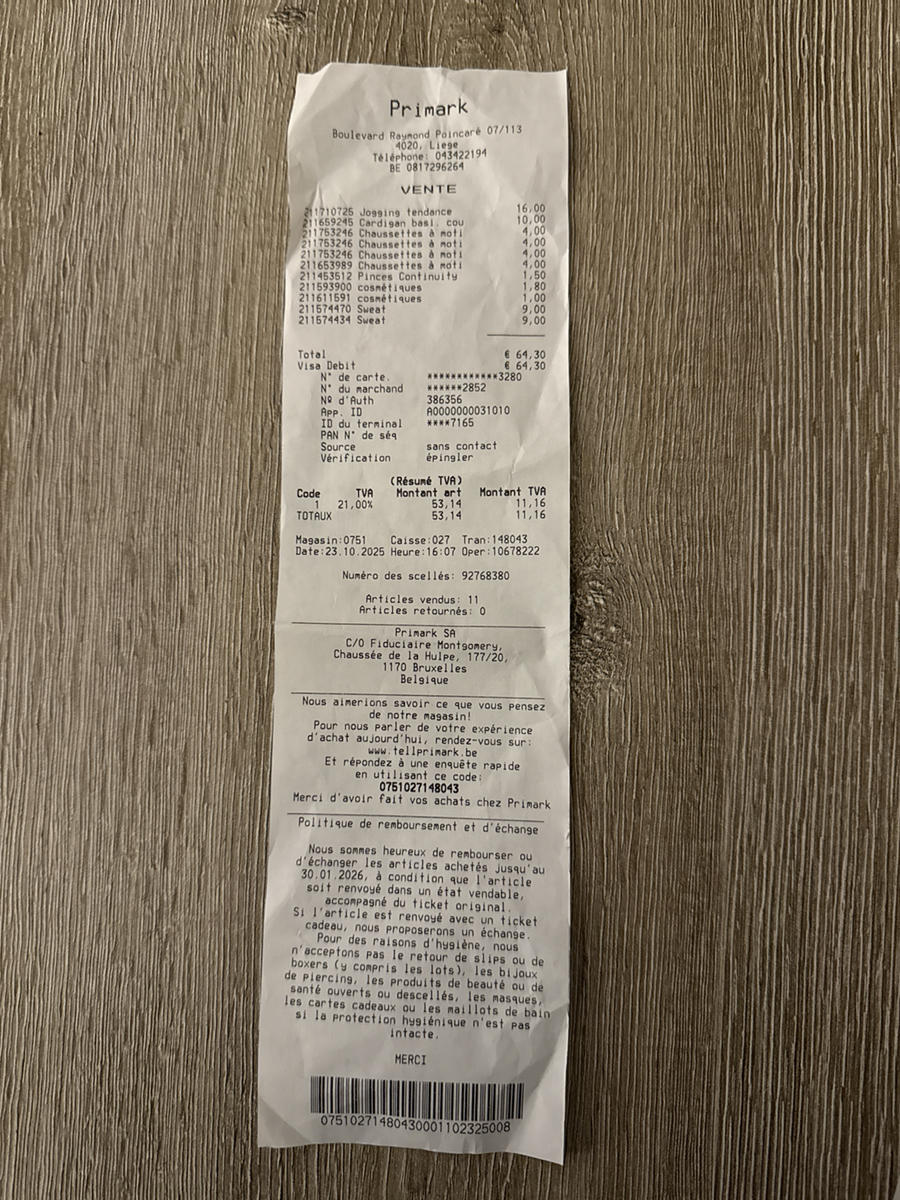 Primark
Boulevard Raymond Poincaré 07/113
4020, Liege
Téléphone: 043422194
BE 0817296264
VENTE
211710725 Jogging tendance 16,00
211659245 Cardigan basi. cou 10,00
211753246 Chaussettes à moti 4,00
211753246 Chaussettes à moti 4,00
211753246 Chaussettes à moti 4,00
211653989 Chaussettes à moti 4,00
211453512 Pinces Continuity 1,50
211593900 cosmétiques 1,80
211611591 cosmétiques 1,00
211574470 Sweat 9,00
211574434 Sweat 9,00
Total € 64,30
Visa Debit € 64,30
N° de carte. ************3280
N° du marchand ******2852
Nº d'Auth 386356
App. ID A0000000031010
ID du terminal ****7165
PAN N° de séq
Source sans contact
Vérification épingler
(Résumé TVA)
Code TVA Montant art Montant TVA
1 21,00% 53,14 11,16
TOTAUX 53,14 11,16
Magasin:0751 Caisse:027 Tran:148043
Date:23.10.2025 Heure:16:07 Oper:10678222
Numéro des scellés: 92768380
Articles vendus: 11
Articles retournés: 0
Primark SA
C/O Fiduciaire Montgomery,
Chaussée de la Hulpe, 177/20,
1170 Bruxelles
Belgique
Nous aimerions savoir ce que vous pensez
de notre magasin!
Pour nous parler de votre expérience
d'achat aujourd'hui, rendez-vous sur:
www.tellprimark.be
Et répondez à une enquête rapide
en utilisant ce code:
0751027148043
Merci d'avoir fait vos achats chez Primark
Politique de remboursement et d'échange
Nous sommes heureux de rembourser ou
d'échanger les articles achetés jusqu'au
30.01.2026, à condition que l'article
soit renvoyé dans un état vendable,
accompagné du ticket original.
Si l'article est renvoyé avec un ticket
cadeau, nous proposerons un échange.
Pour des raisons d'hygiène, nous
n'acceptons pas le retour de slips ou de
boxers (y compris les lots), les bijoux
de piercing, les produits de beauté ou de
santé ouverts ou descellés, les masques,
les cartes cadeaux ou les maillots de bain
si la protection hygiénique n'est pas
intacte.
MERCI
07510271480430001102325008